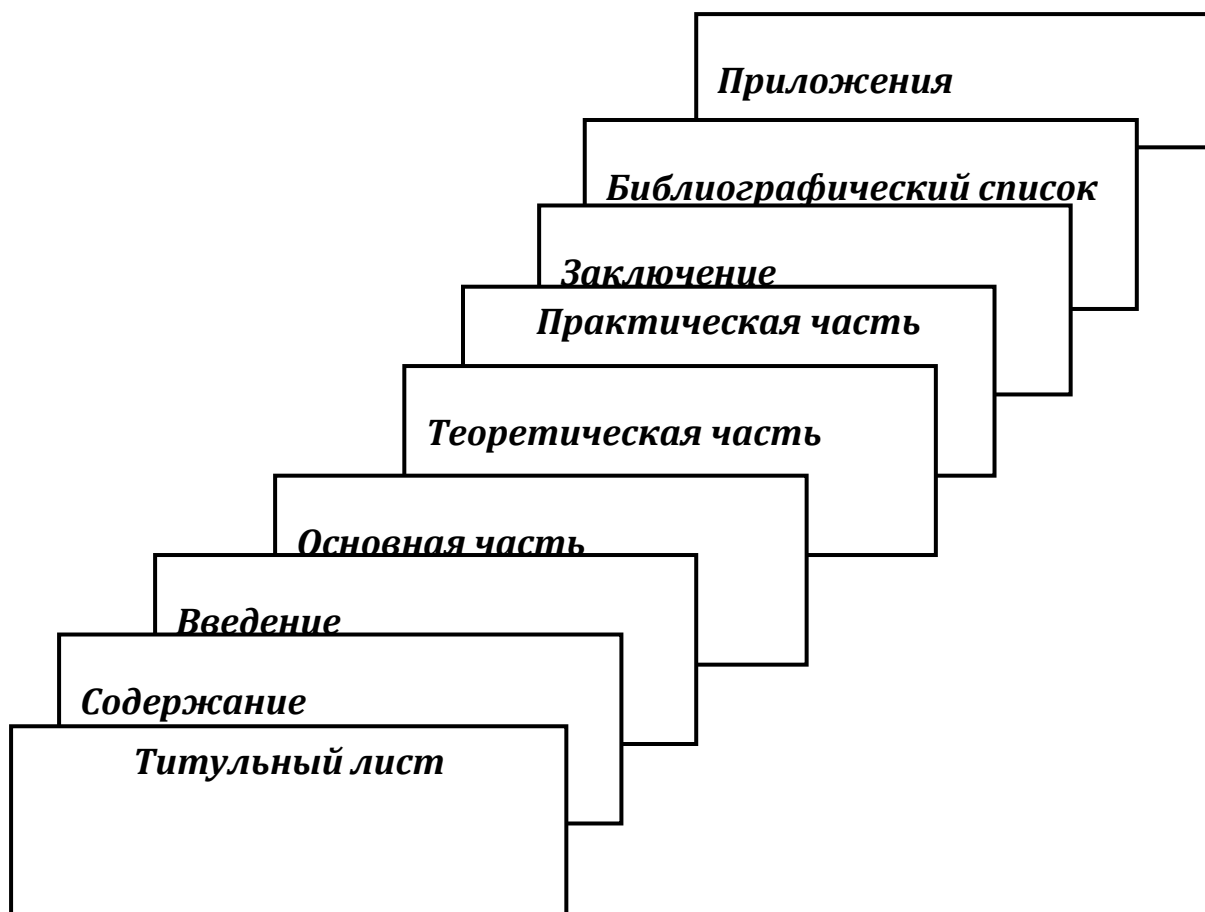 Приложения
Библиографический список
Заключение
Практическая часть
Теоретическая часть
Основная часть
Введение
Содержание
Титульный лист